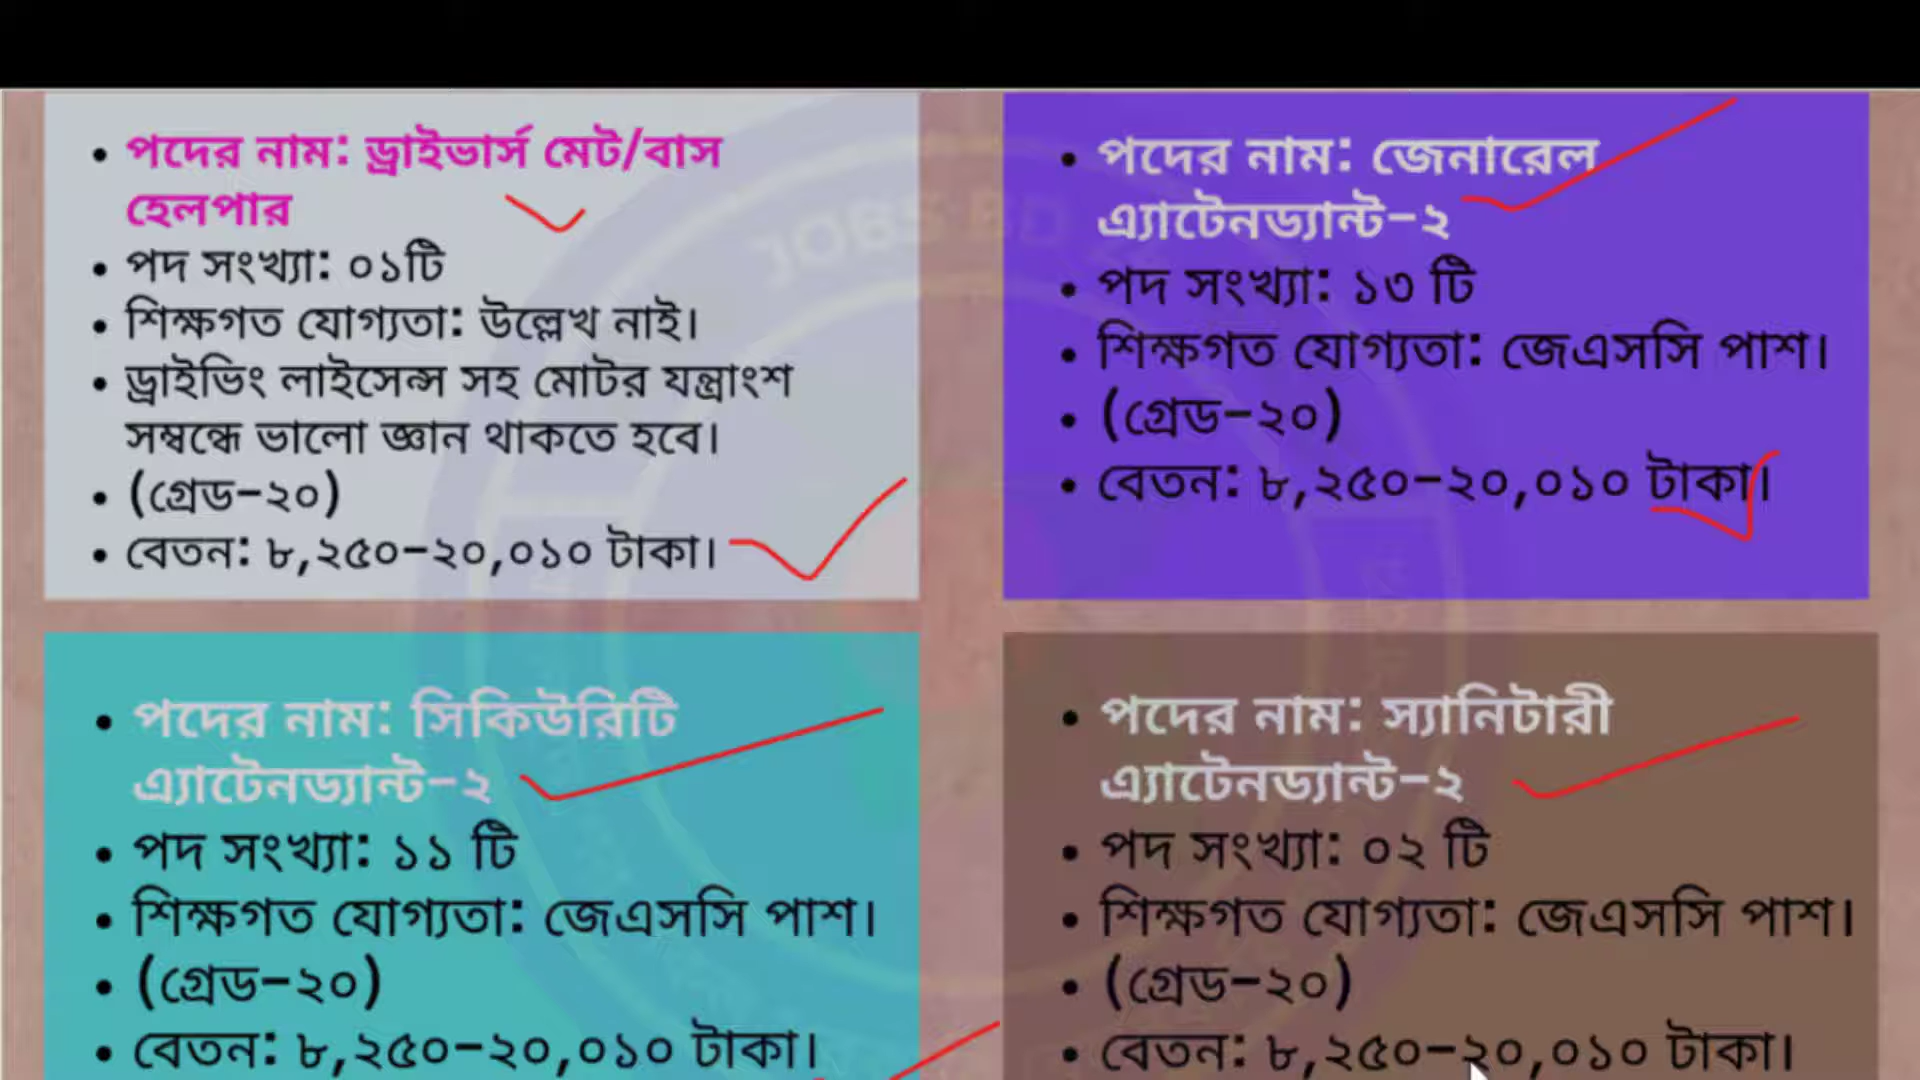 পদের নাম: ড্রাইভার্স মেট/বাস
হেলপার
পদ সংখ্যা: ০১টি
শিক্ষগত যোগ্যতা: উল্লেখ নাই।
ড্রাইভিং লাইসেন্স সহ মোটর যন্ত্রাংশ
সম্বন্ধে ভালো জ্ঞান থাকতে হবে।
(গ্রেড-২০)
বেতন: ৮,২৫০-২০,০১০ টাকা।
পদের নাম: জেনারেল
এ্যাটেনড্যান্ট-২
পদ সংখ্যা: ১৩ টি
শিক্ষগত যোগ্যতা: জেএসসি পাশ।
(গ্রেড-২০)
বেতন: ৮,২৫০-২০,০১০ টাকা।
পদের নাম: সিকিউরিটি
এ্যাটেনড্যান্ট-২
পদ সংখ্যা: ১১ টি
শিক্ষগত যোগ্যতা: জেএসসি পাশ।
(গ্রেড-২০)
বেতন: ৮,২৫০-২০,০১০ টাকা।
পদের নাম: স্যানিটারী
এ্যাটেনড্যান্ট-২
পদ সংখ্যা: ০২ টি
শিক্ষগত যোগ্যতা: জেএসসি পাশ।
(গ্রেড-২০)
বেতন: ৮,২৫০-২০,০১০ টাকা।
JOBS BD